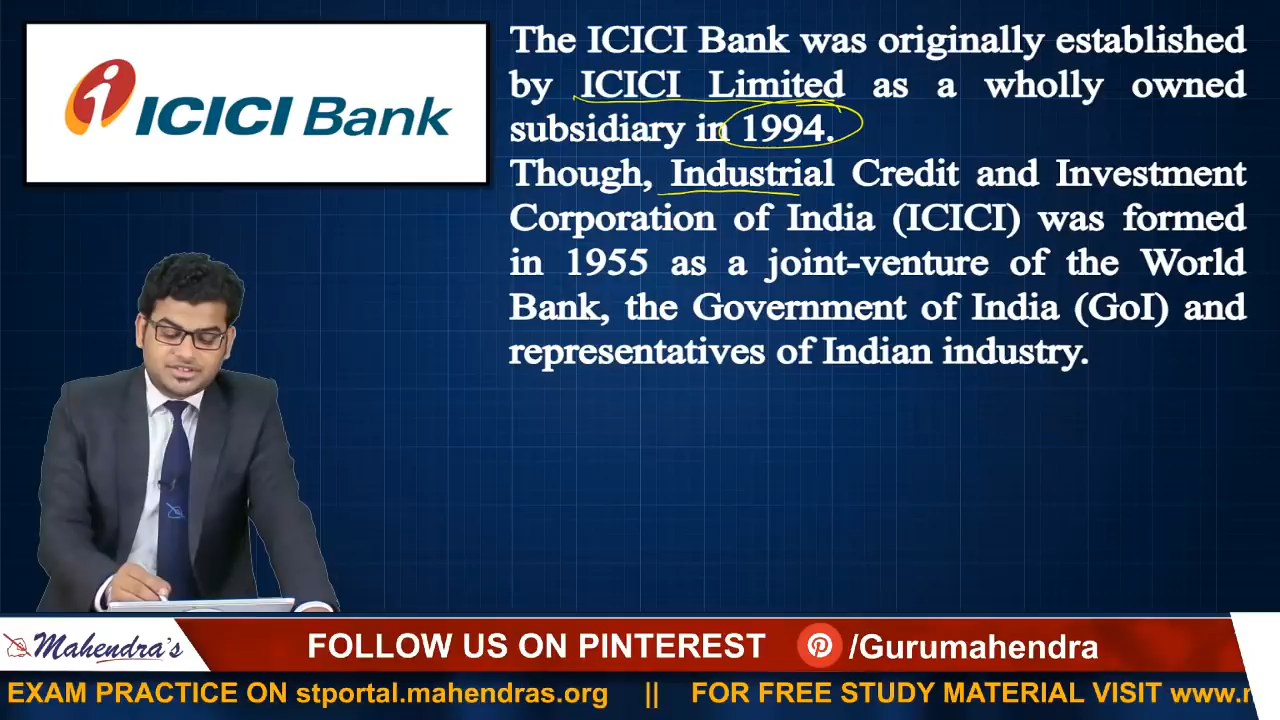 ICICI Bank
The ICICI Bank was originally established
by ICICI Limited as a wholly owned
subsidiary in 1994.
Though, Industrial Credit and Investment
Corporation of India (ICICI) was formed
in 1955 as a joint-venture of the World
Bank, the Government of India (GoI) and
representatives of Indian industry.
Mahendra's
FOLLOW US ON PINTEREST /Gurumahendra
EXAM PRACTICE ON stportal.mahendras.org || FOR FREE STUDY MATERIAL VISIT www.